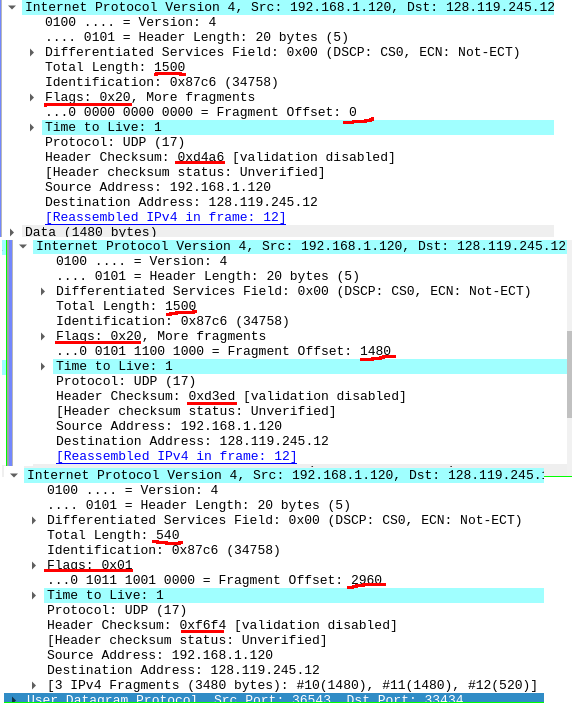 Internet Protocol Version 4, Src: 192.168.1.120, Dst: 128.119.245.12
0100 .... = Version: 4
.... 0101 = Header Length: 20 bytes (5)
Differentiated Services Field: 0x00 (DSCP: CS0, ECN: Not-ECT)
Total Length: 1500
Identification: 0x87c6 (34758)
Flags: 0x20, More fragments
...0 0000 0000 0000 = Fragment Offset: 0
Time to Live: 1
Protocol: UDP (17)
Header Checksum: 0xd4a6 [validation disabled]
[Header checksum status: Unverified]
Source Address: 192.168.1.120
Destination Address: 128.119.245.12
[Reassembled IPv4 in frame: 12]
Data (1480 bytes)
Internet Protocol Version 4, Src: 192.168.1.120, Dst: 128.119.245.12
0100 .... = Version: 4
.... 0101 = Header Length: 20 bytes (5)
Differentiated Services Field: 0x00 (DSCP: CS0, ECN: Not-ECT)
Total Length: 1500
Identification: 0x87c6 (34758)
Flags: 0x20, More fragments
...0 0101 1100 1000 = Fragment Offset: 1480
Time to Live: 1
Protocol: UDP (17)
Header Checksum: 0xd3ed [validation disabled]
[Header checksum status: Unverified]
Source Address: 192.168.1.120
Destination Address: 128.119.245.12
[Reassembled IPv4 in frame: 12]
Internet Protocol Version 4, Src: 192.168.1.120, Dst: 128.119.245.
0100 .... = Version: 4
.... 0101 = Header Length: 20 bytes (5)
Differentiated Services Field: 0x00 (DSCP: CS0, ECN: Not-ECT)
Total Length: 540
Identification: 0x87c6 (34758)
Flags: 0x01
...0 1011 1001 0000 = Fragment Offset: 2960
Time to Live: 1
Protocol: UDP (17)
Header Checksum: 0xf6f4 [validation disabled]
[Header checksum status: Unverified]
Source Address: 192.168.1.120
Destination Address: 128.119.245.12
[3 IPv4 Fragments (3480 bytes): #10(1480), #11(1480), #12(520)]
User Datagram Protocol, Src Port: 36543, Dst Port: 33434